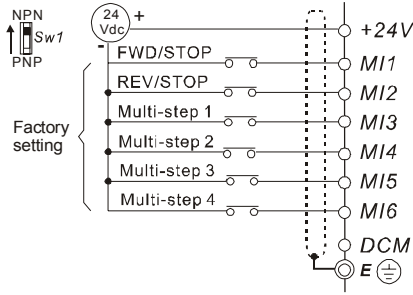 NPN
Sw1
PNP
24
Vdc
+
-
+24V
FWD/STOP
MI1
REV/STOP
MI2
Multi-step 1
MI3
Multi-step 2
MI4
Multi-step 3
MI5
Multi-step 4
MI6
Factory
setting
DCM
E